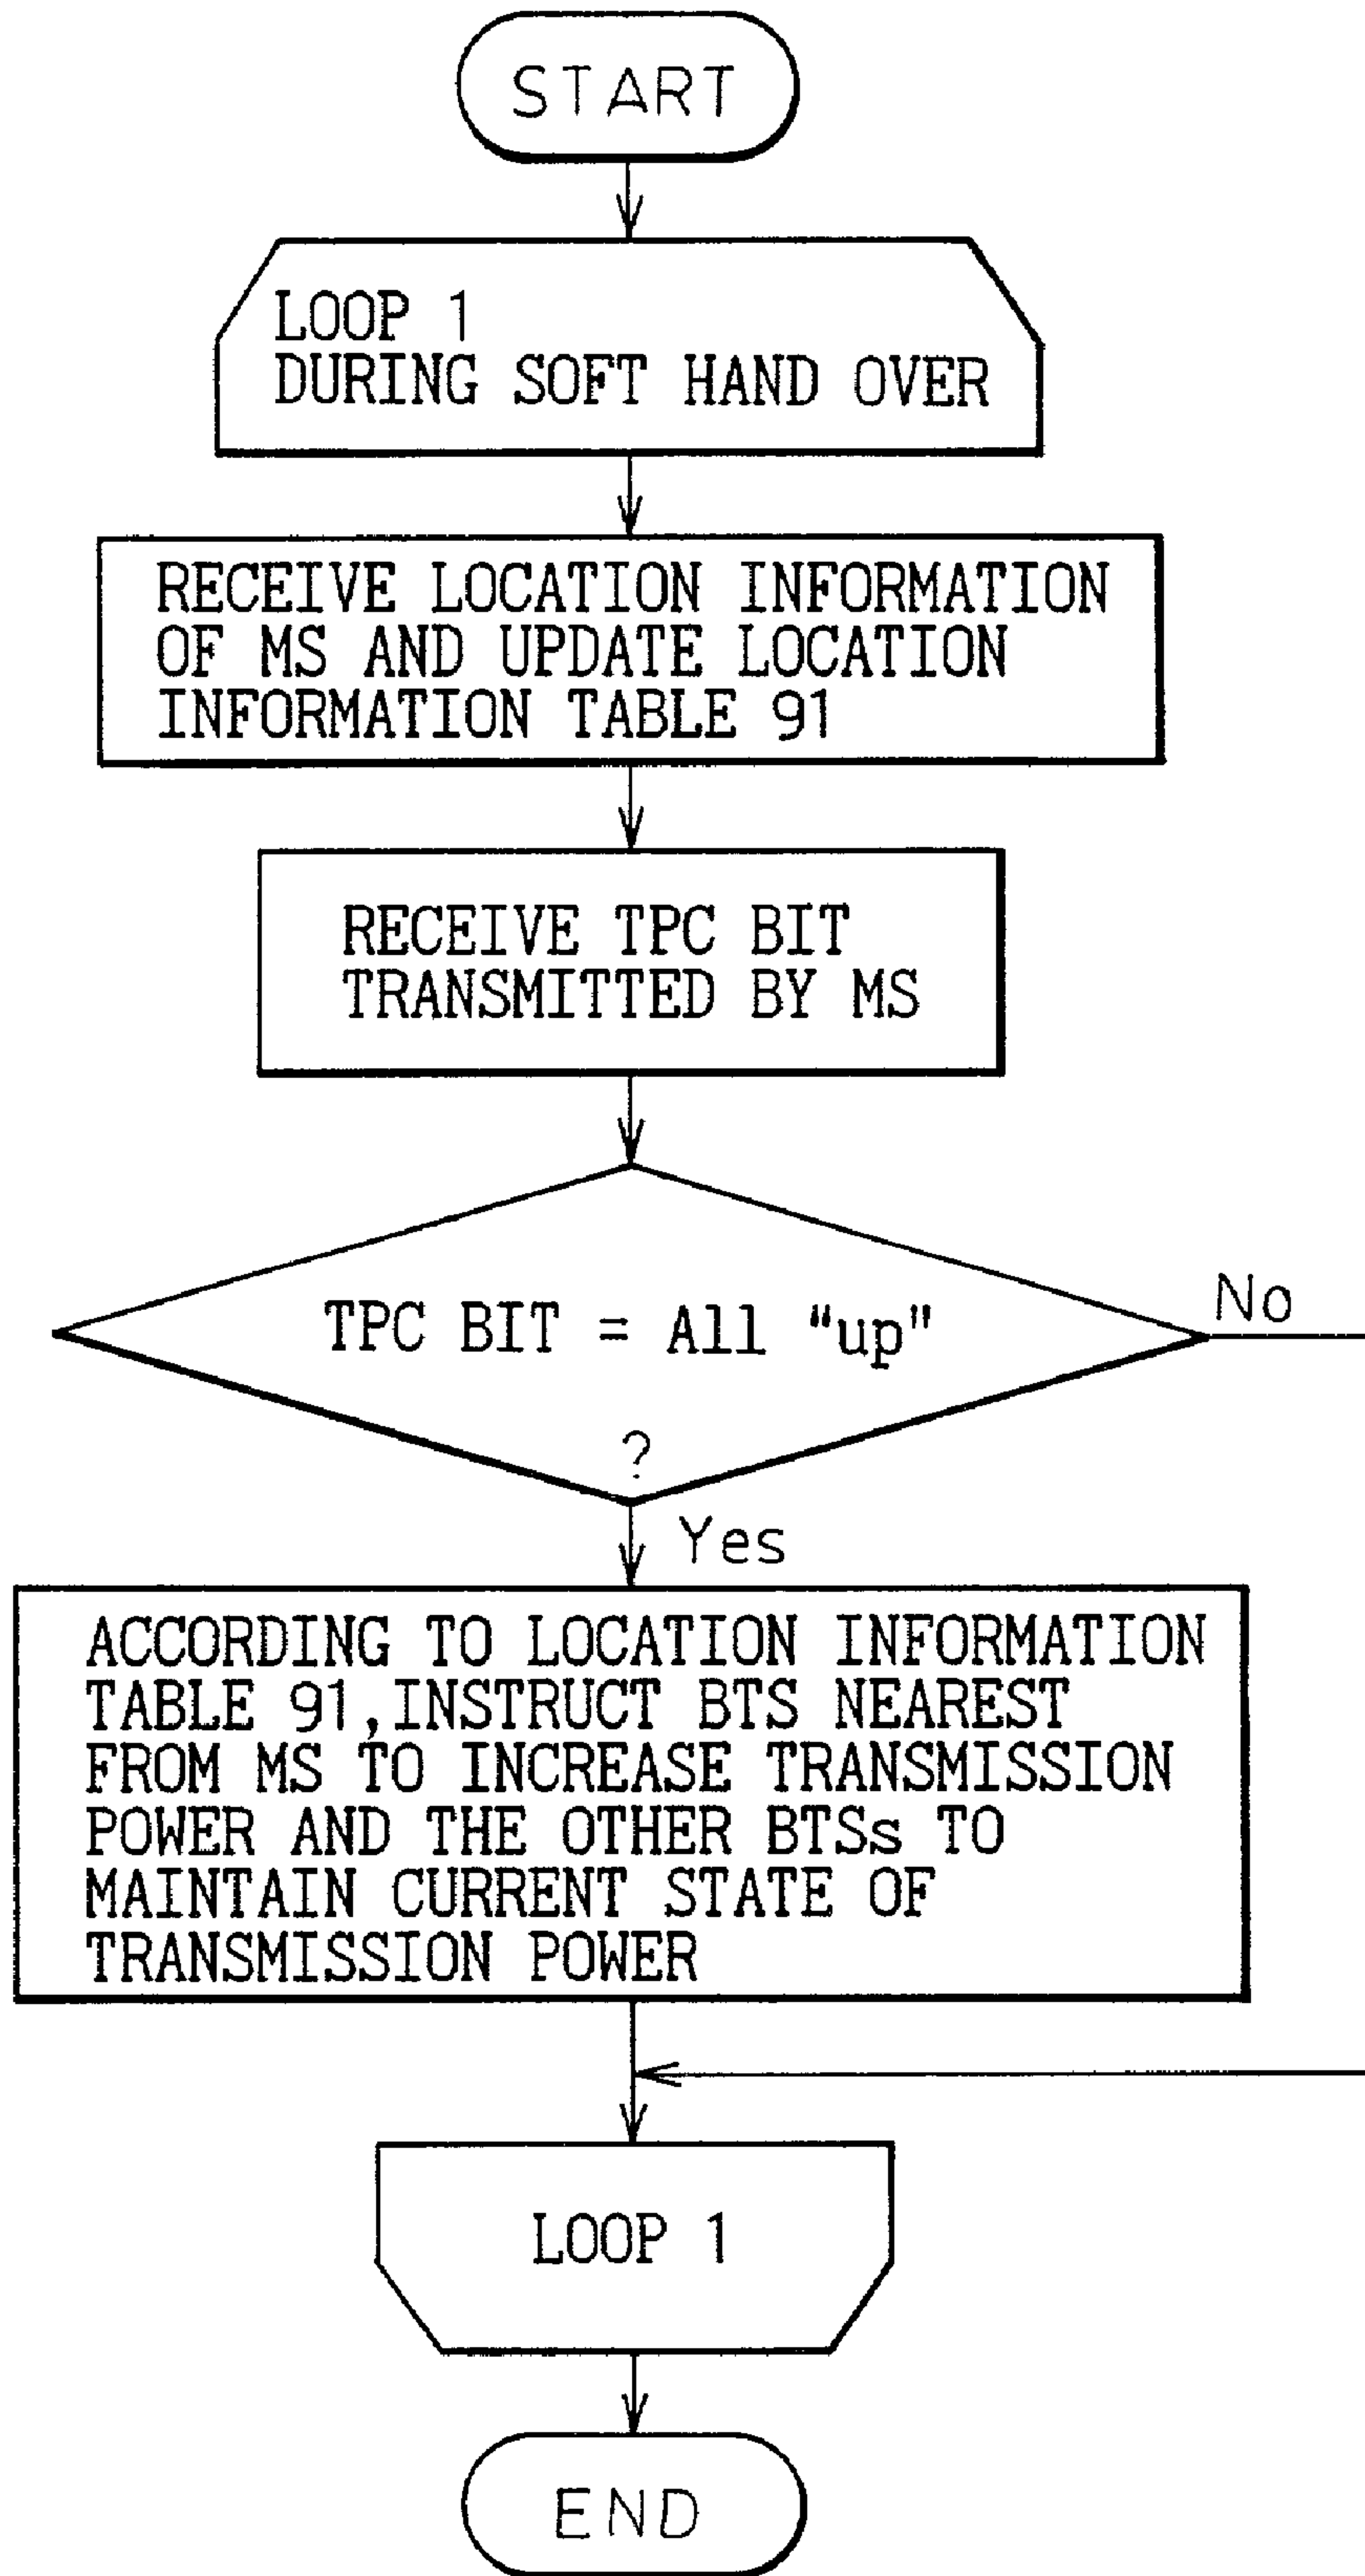 START
LOOP 1
DURING SOFT HAND OVER
RECEIVE LOCATION INFORMATION
OF MS AND UPDATE LOCATION
INFORMATION TABLE 91
RECEIVE TPC BIT
TRANSMITTED BY MS
TPC BIT = All "up"
?
No
Yes
ACCORDING TO LOCATION INFORMATION
TABLE 91, INSTRUCT BTS NEAREST
FROM MS TO INCREASE TRANSMISSION
POWER AND THE OTHER BTSs TO
MAINTAIN CURRENT STATE OF
TRANSMISSION POWER
LOOP 1
END